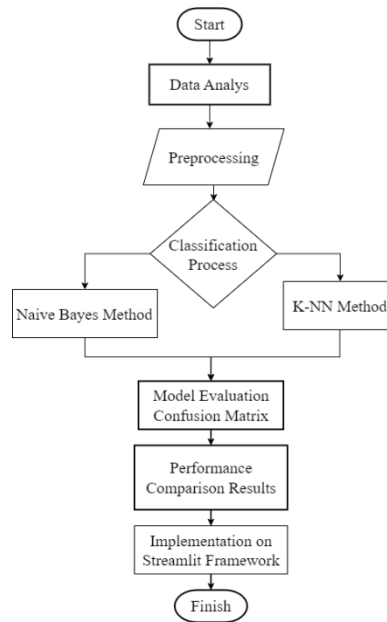 Start
Data Analys
Preprocessing
Classification
Process
Naive Bayes Method
K-NN Method
Model Evaluation
Confusion Matrix
Performance
Comparison Results
Implementation on
Streamlit Framework
Finish